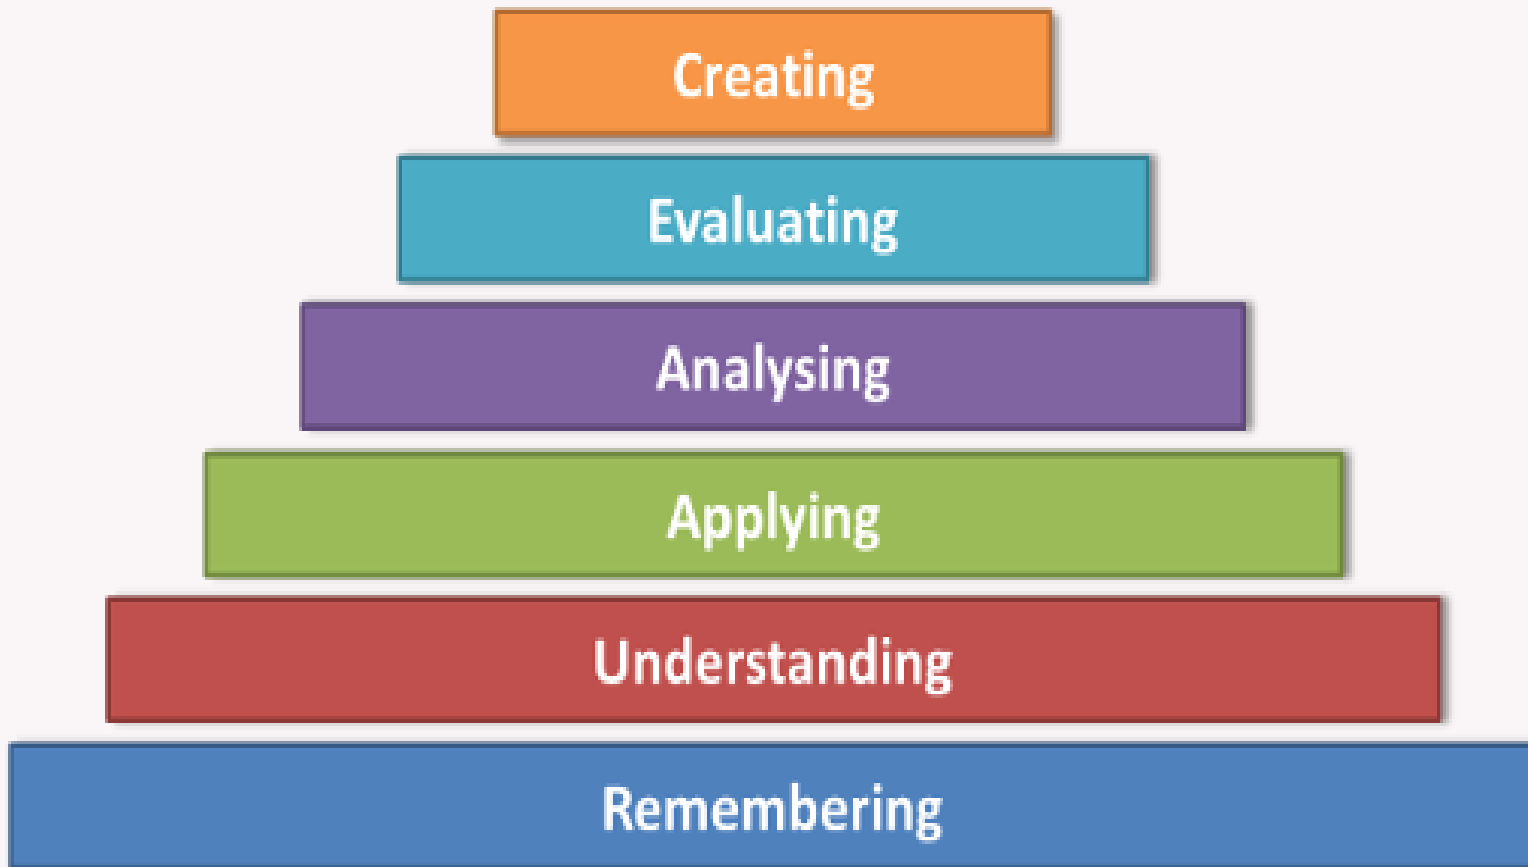 Creating
Evaluating
Analysing
Applying
Understanding
Remembering